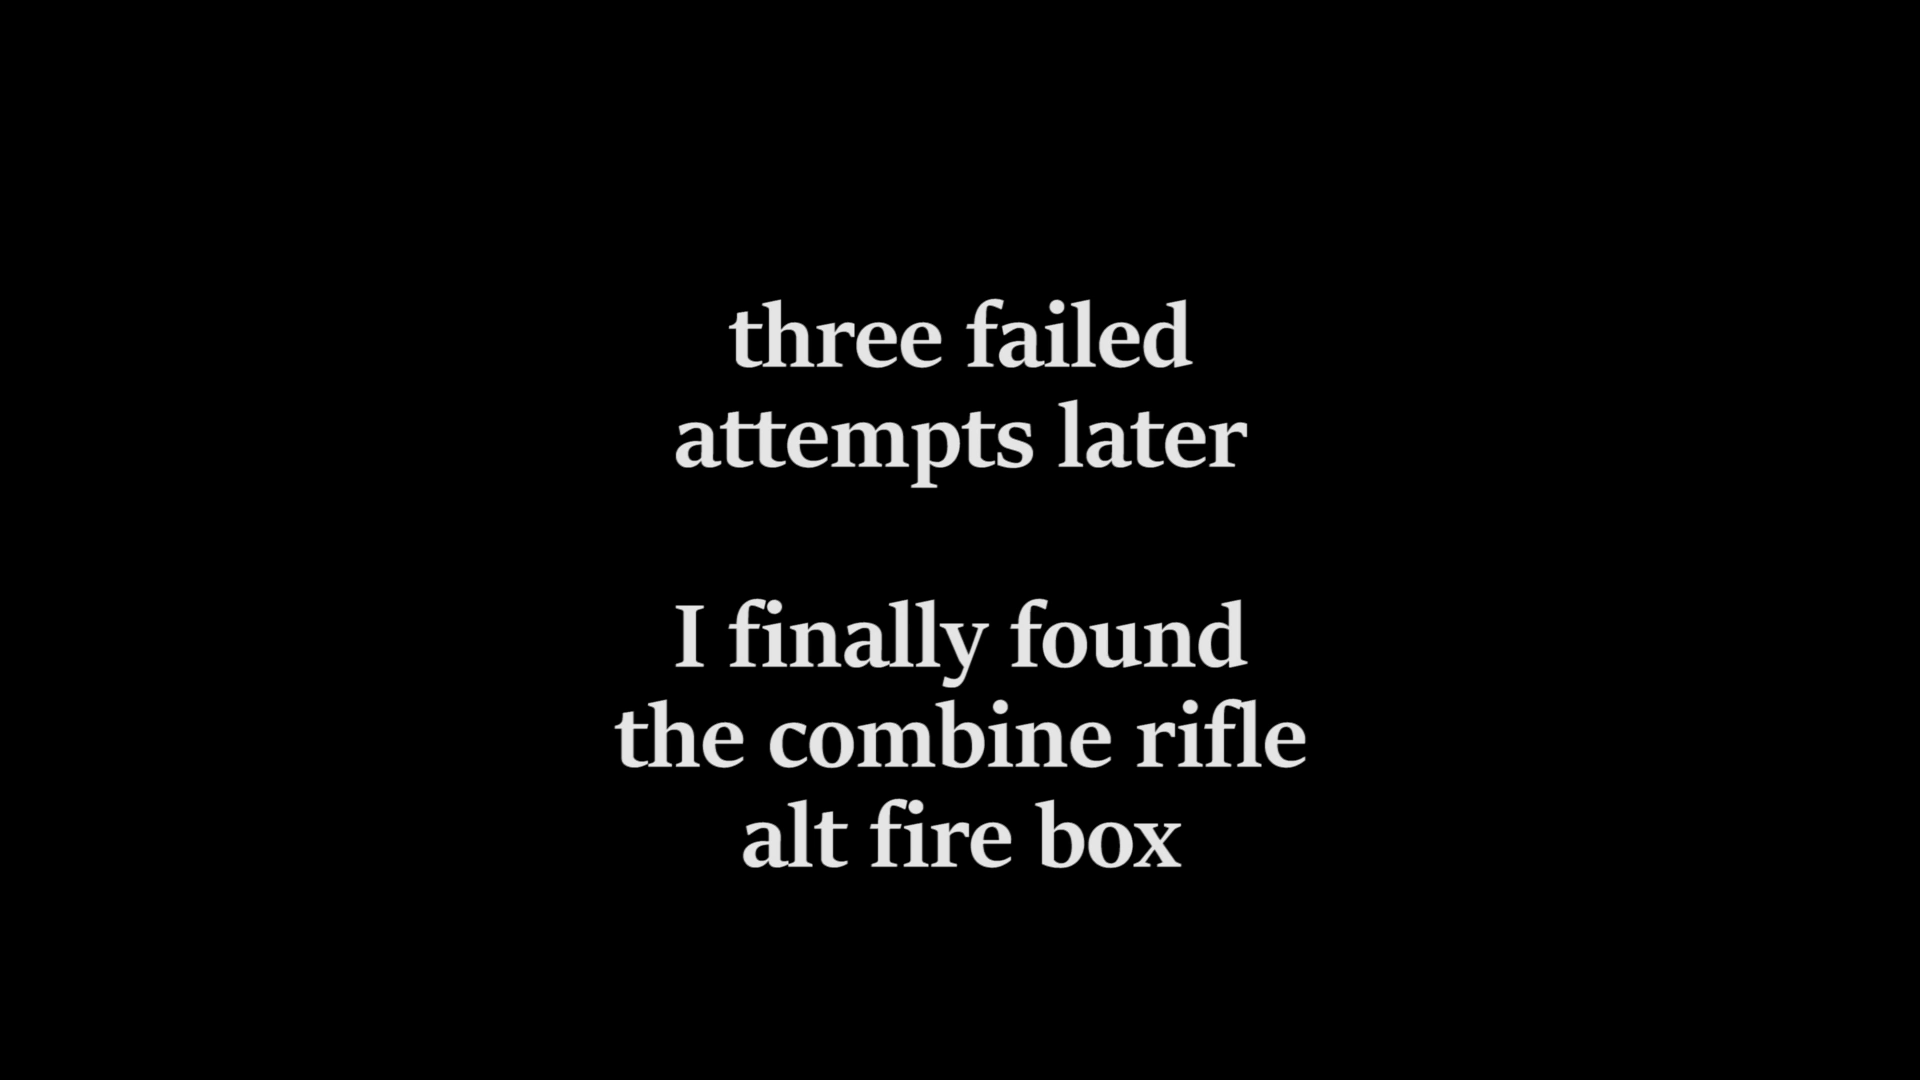 three failed
attempts later
I finally found
the combine rifle
alt fire box